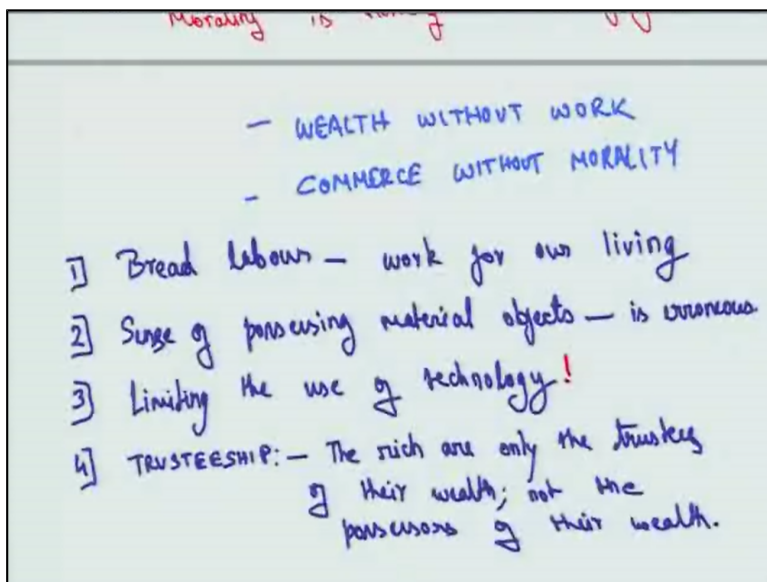 Morality is
- WEALTH WITHOUT WORK
- COMMERCE WITHOUT MORALITY
1] Bread labour - work for our living
2] Sense of possessing material objects - is erroneous.
3] Limiting the use of technology!
4] TRUSTEESHIP:- The rich are only the trustees
of their wealth; not the
possessors of their wealth.